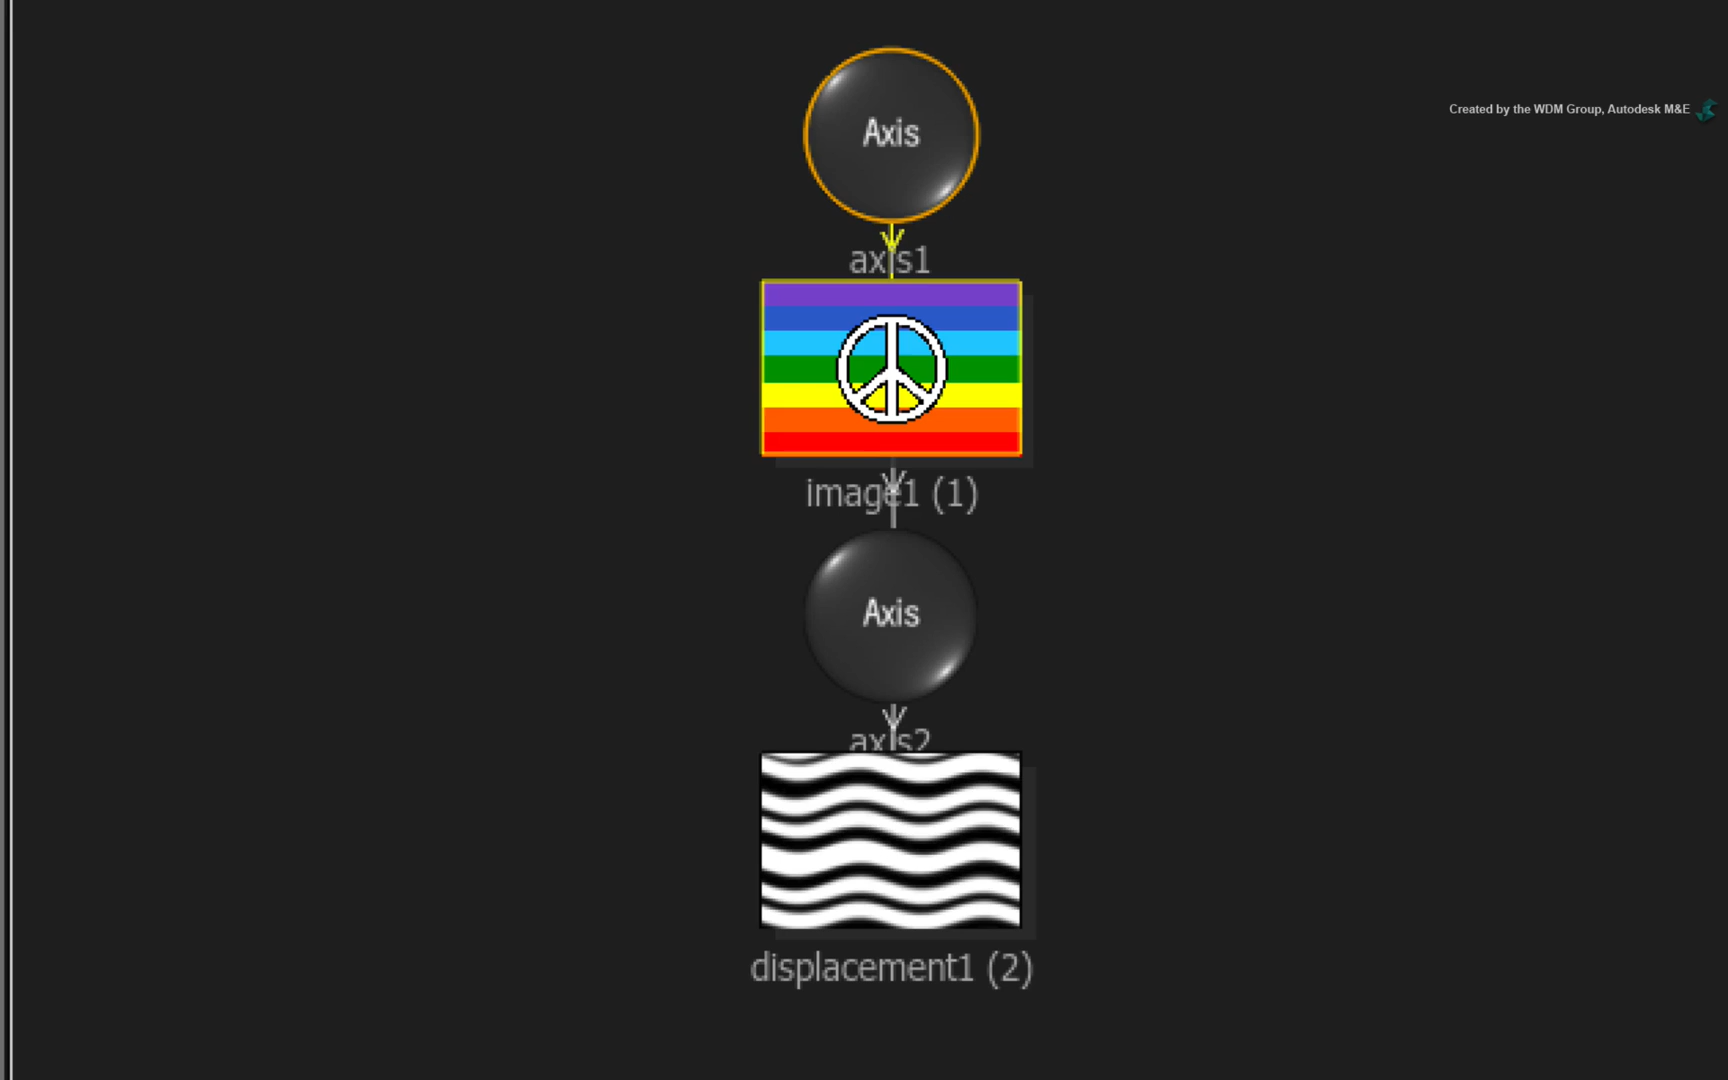 Axis
Created by the WDM Group, Autodesk M&E
axis1
image1 (1)
Axis
axis2
displacement1 (2)